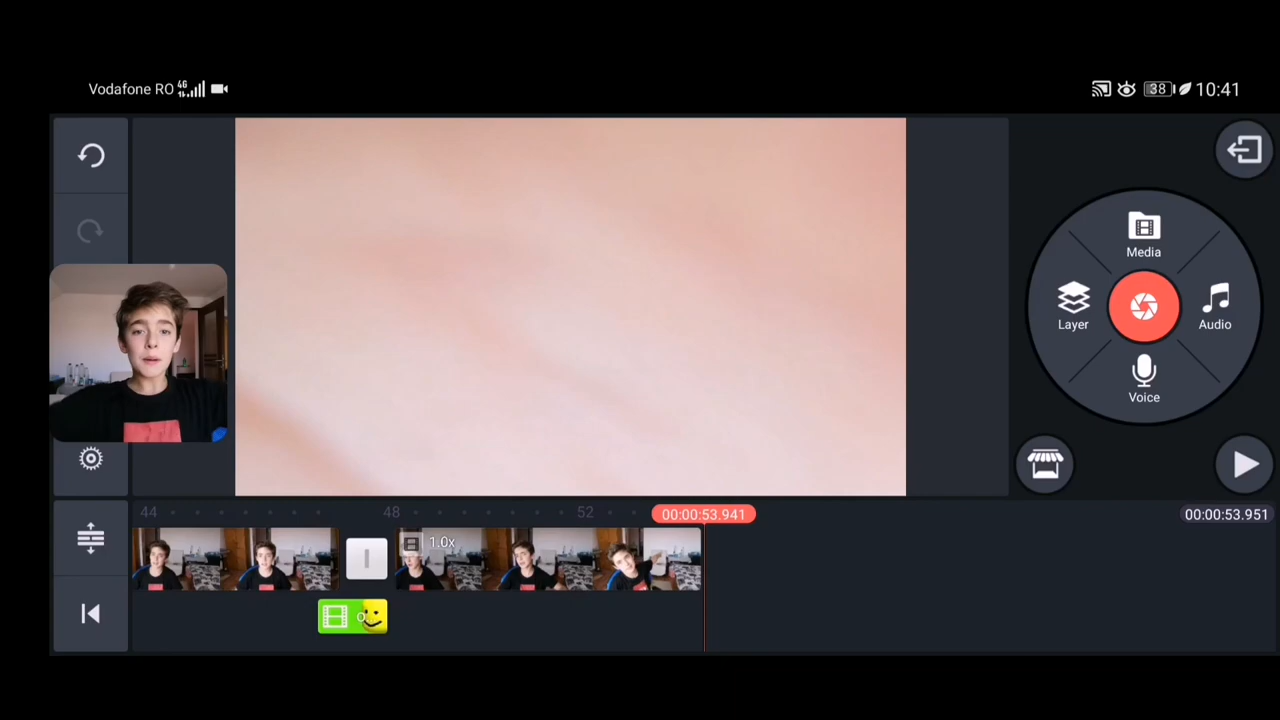 Vodafone RO 46 38 10:41
Media
Layer
Audio
Voice
44 48 52 00:00:53.941 00:00:53.951
1.0x